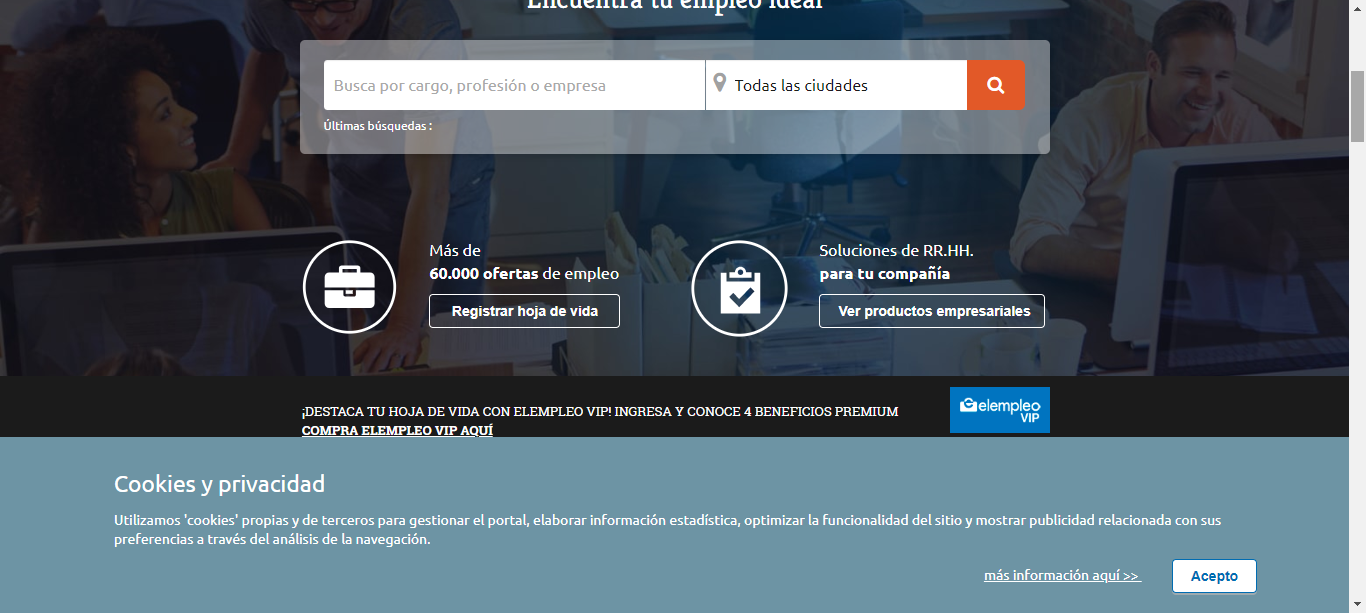 Encuentra tu empleo ideal
Busca por cargo, profesión o empresa
Todas las ciudades
Últimas búsquedas :
Más de
60.000 ofertas de empleo
Registrar hoja de vida
Soluciones de RR.HH.
para tu compañía
Ver productos empresariales
¡DESTACA TU HOJA DE VIDA CON ELEMPLEO VIP! INGRESA Y CONOCE 4 BENEFICIOS PREMIUM
COMPRA ELEMPLEO VIP AQUÍ
elempleo
VIP
Cookies y privacidad
Utilizamos 'cookies' propias y de terceros para gestionar el portal, elaborar información estadística, optimizar la funcionalidad del sitio y mostrar publicidad relacionada con sus
preferencias a través del análisis de la navegación.
más información aquí >>
Acepto